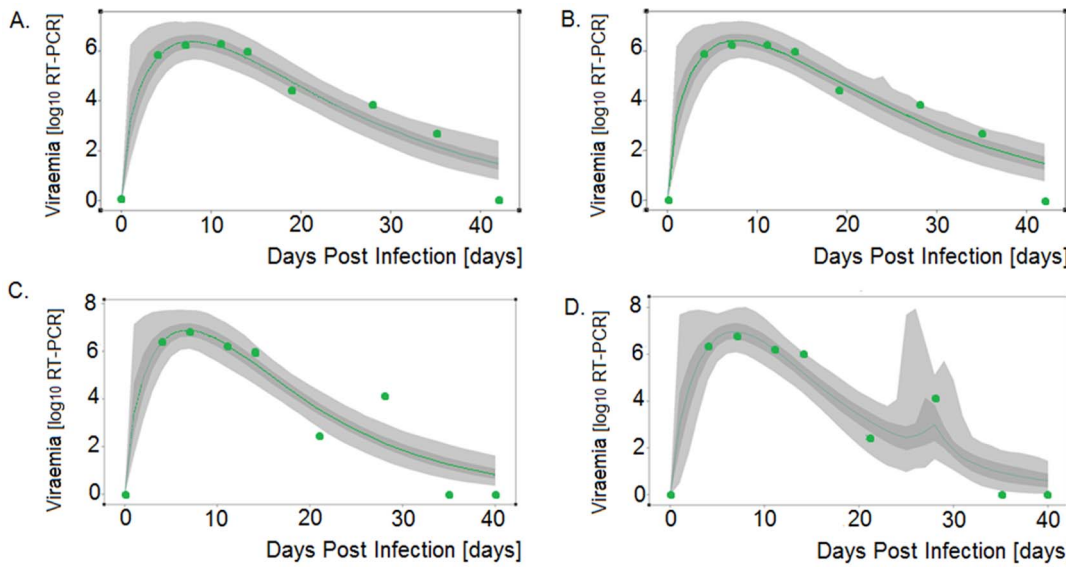 A.
Viraemia [log10 RT-PCR]
6
4
2
0
0 10 20 30 40
Days Post Infection [days]
B.
Viraemia [log10 RT-PCR]
6
4
2
0
0 10 20 30 40
Days Post Infection [days]
C.
Viraemia [log10 RT-PCR]
8
6
4
2
0
0 10 20 30 40
Days Post Infection [days]
D.
Viraemia [log10 RT-PCR]
8
6
4
2
0
0 10 20 30 40
Days Post Infection [days]